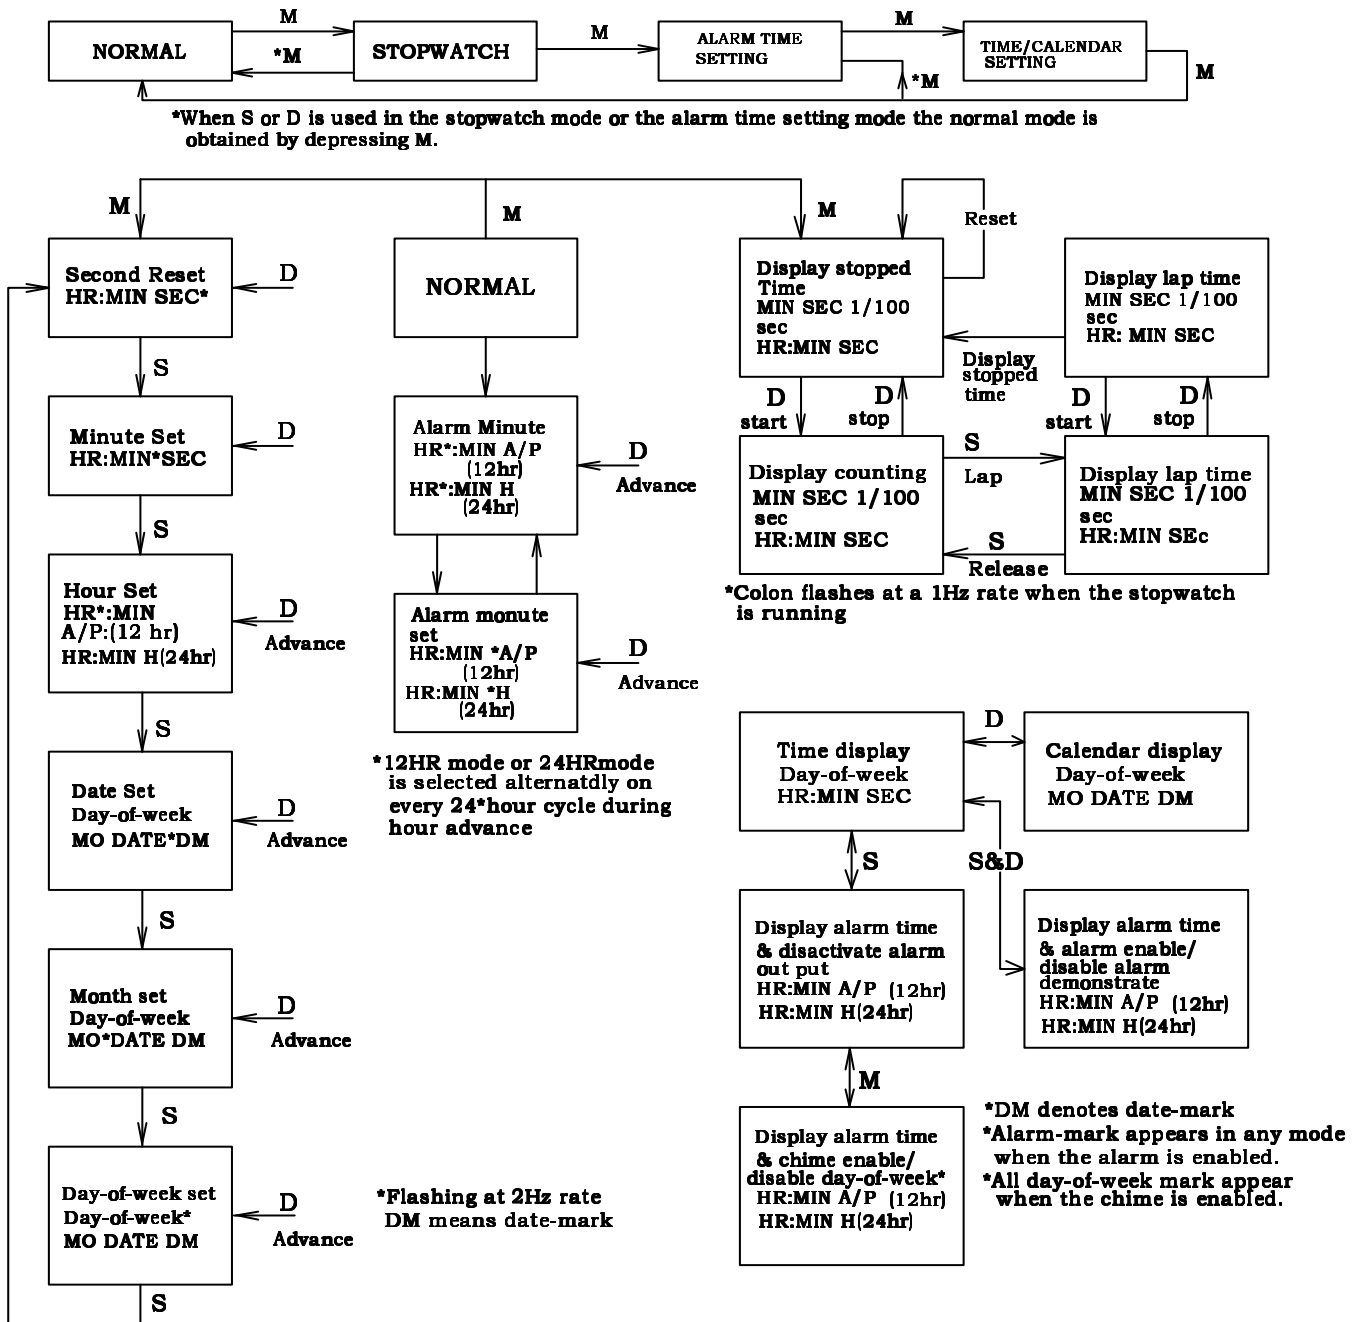 M
NORMAL
*M
STOPWATCH
M
ALARM TIME
SETTING
M
*M
TIME/CALENDAR
SETTING
M
*When S or D is used in the stopwatch mode or the alarm time setting mode the normal mode is
obtained by depressing M.
M
Second Reset
HR:MIN SEC*
D
S
Minute Set
HR:MIN*SEC
D
S
Hour Set
HR*:MIN
A/P:(12 hr)
HR:MIN H(24hr)
D
Advance
S
Date Set
Day-of-week
MO DATE*DM
D
Advance
S
Month set
Day-of-week
MO*DATE DM
D
Advance
S
Day-of-week set
Day-of-week*
MO DATE DM
D
Advance
S
M
NORMAL
Alarm Minute
HR*:MIN A/P
(12hr)
HR*:MIN H
(24hr)
D
Advance
Alarm monute
set
HR:MIN *A/P
(12hr)
HR:MIN *H
(24hr)
D
Advance
*12HR mode or 24HRmode
is selected alternatdly on
every 24*hour cycle during
hour advance
*Flashing at 2Hz rate
DM means date-mark
M
Reset
Display stopped
Time
MIN SEC 1/100
sec
HR:MIN SEC
Display lap time
MIN SEC 1/100
sec
HR: MIN SEC
Display
stopped
time
D
start
D
stop
D
start
D
stop
Display counting
MIN SEC 1/100
sec
HR:MIN SEC
S
Lap
S
Release
Display lap time
MIN SEC 1/100
sec
HR:MIN SEc
*Colon flashes at a 1Hz rate when the stopwatch
is running
Time display
Day-of-week
HR:MIN SEC
D
Calendar display
Day-of-week
MO DATE DM
S
S&D
Display alarm time
& disactivate alarm
out put
HR:MIN A/P (12hr)
HR:MIN H(24hr)
Display alarm time
& alarm enable/
disable alarm
demonstrate
HR:MIN A/P (12hr)
HR:MIN H(24hr)
M
Display alarm time
& chime enable/
disable day-of-week*
HR:MIN A/P (12hr)
HR:MIN H(24hr)
*DM denotes date-mark
*Alarm-mark appears in any mode
when the alarm is enabled.
*All day-of-week mark appear
when the chime is enabled.